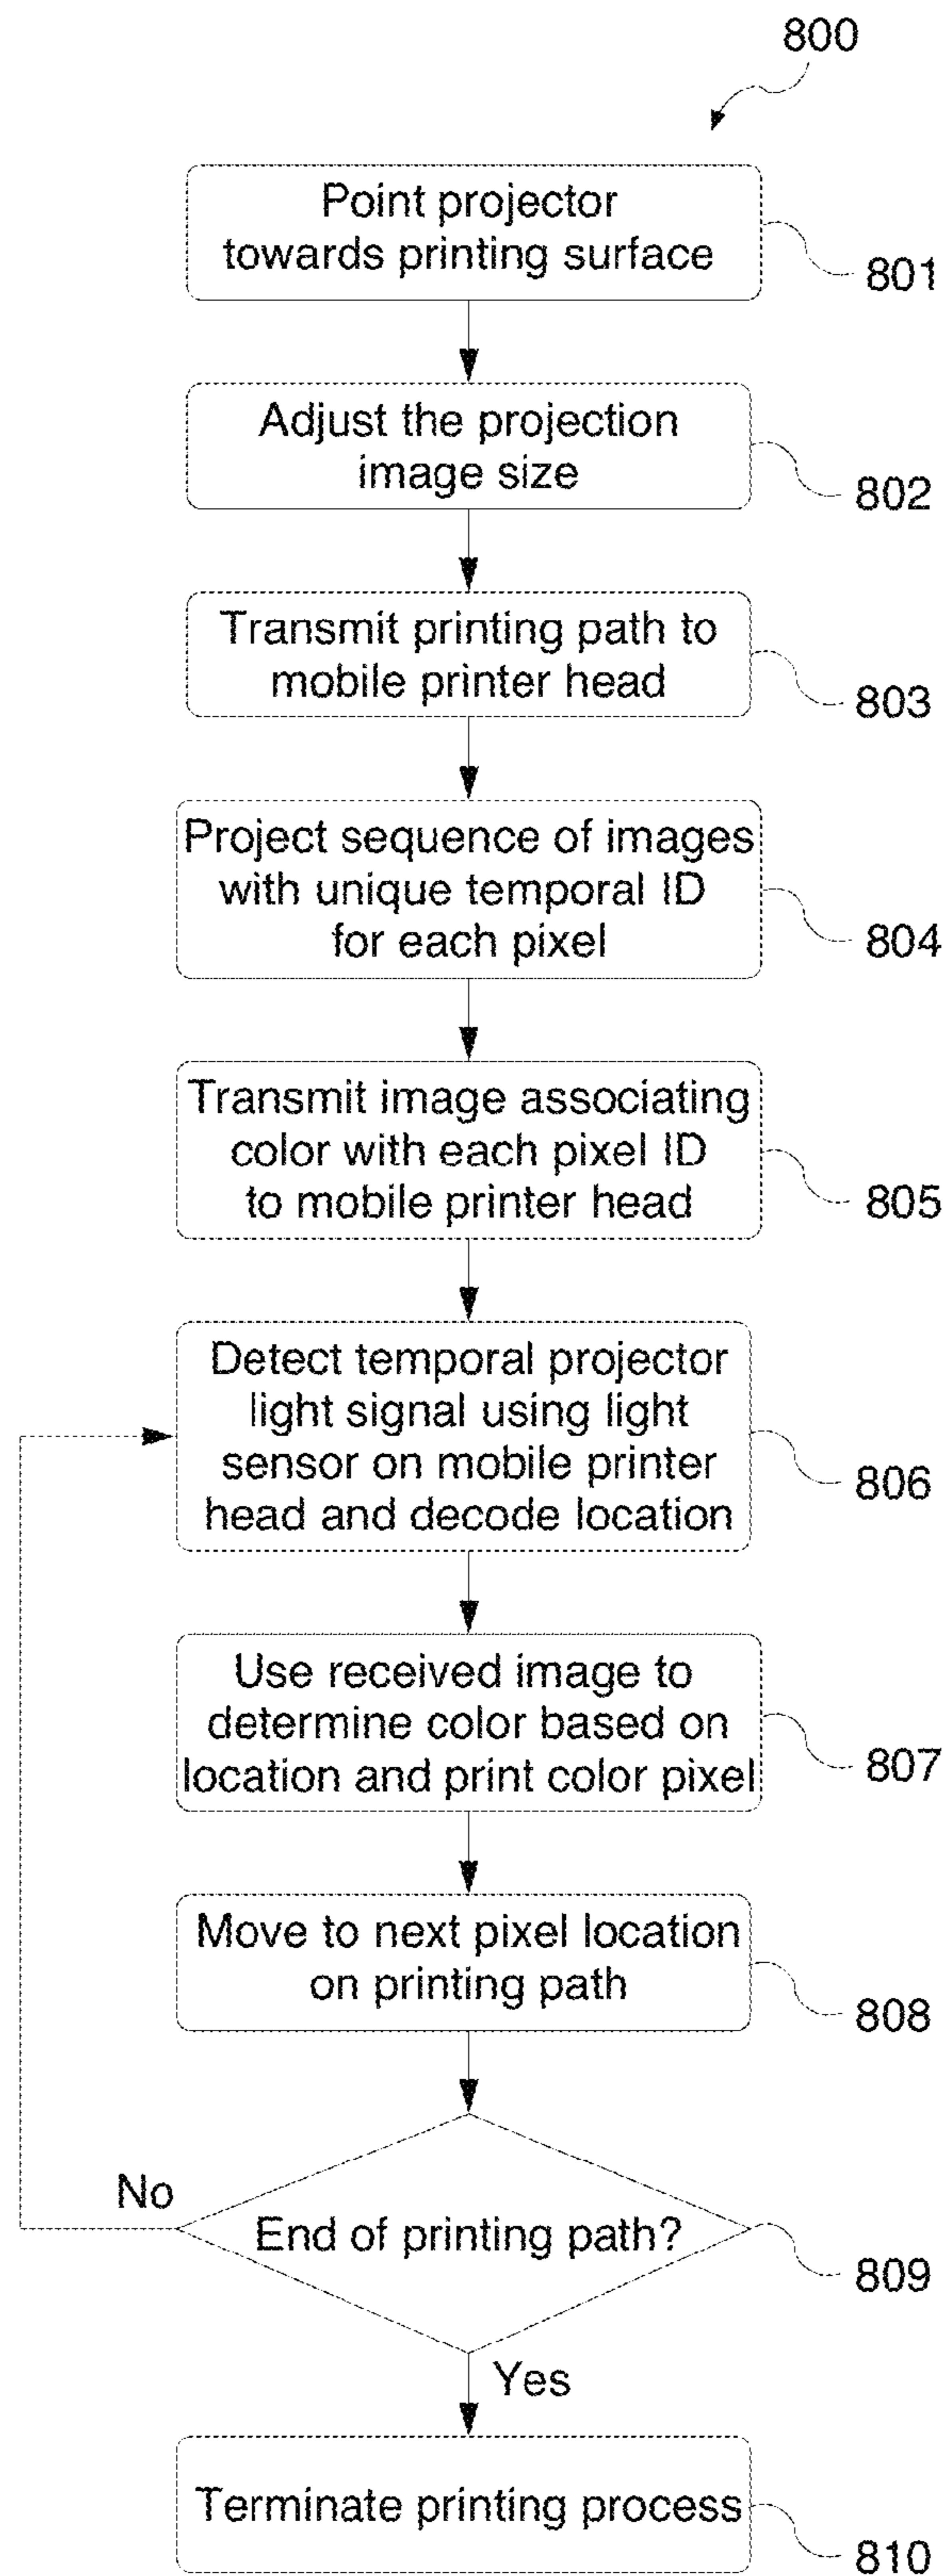 800
Point projector
towards printing surface
801
Adjust the projection
image size
802
Transmit printing path to
mobile printer head
803
Project sequence of images
with unique temporal ID
for each pixel
804
Transmit image associating
color with each pixel ID
to mobile printer head
805
Detect temporal projector
light signal using light
sensor on mobile printer
head and decode location
806
Use received image to
determine color based on
location and print color pixel
807
Move to next pixel location
on printing path
808
No
End of printing path?
809
Yes
Terminate printing process
810